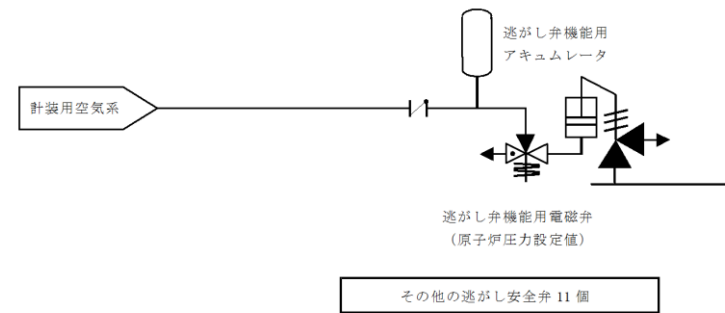 逃がし弁機能用
アキュムレータ
計装用空気系
逃がし弁機能用電磁弁
(原子炉圧力設定値)
その他の逃がし安全弁 11 個